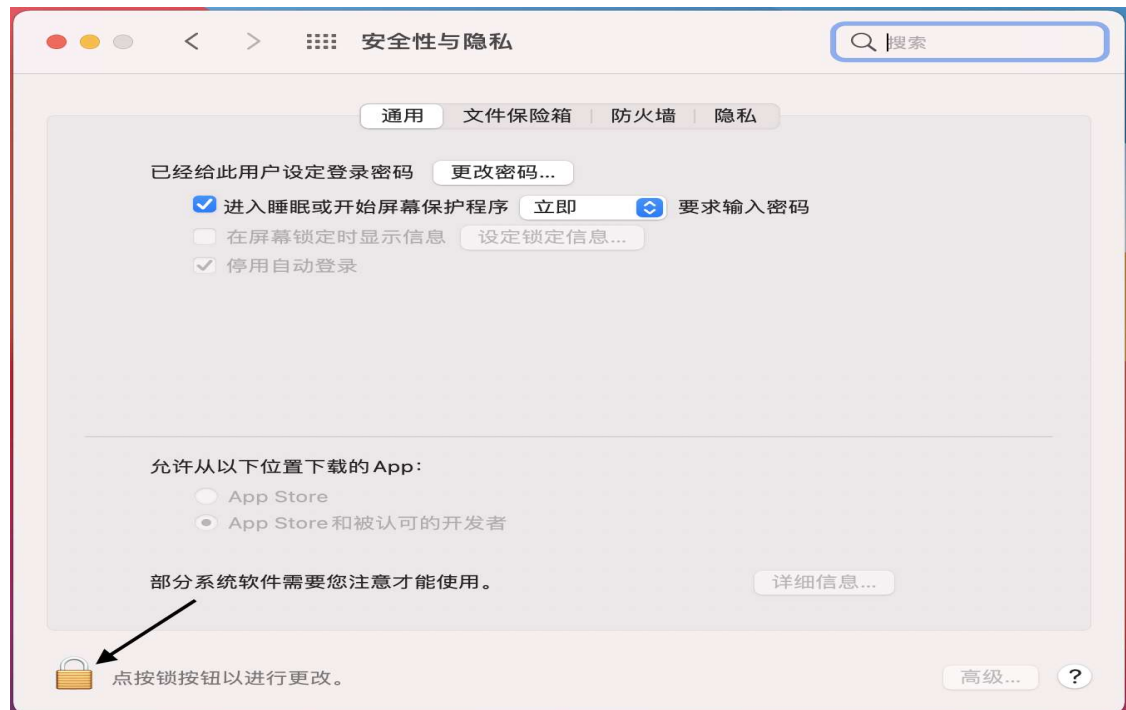 安全性与隐私
搜索
通用 文件保险箱 防火墙 隐私
已经给此用户设定登录密码 更改密码...
进入睡眠或开始屏幕保护程序 立即 要求输入密码
在屏幕锁定时显示信息 设定锁定信息...
停用自动登录
允许从以下位置下载的App:
App Store
App Store和被认可的开发者
部分系统软件需要您注意才能使用。 详细信息...
点按锁按钮以进行更改。 高级... ?